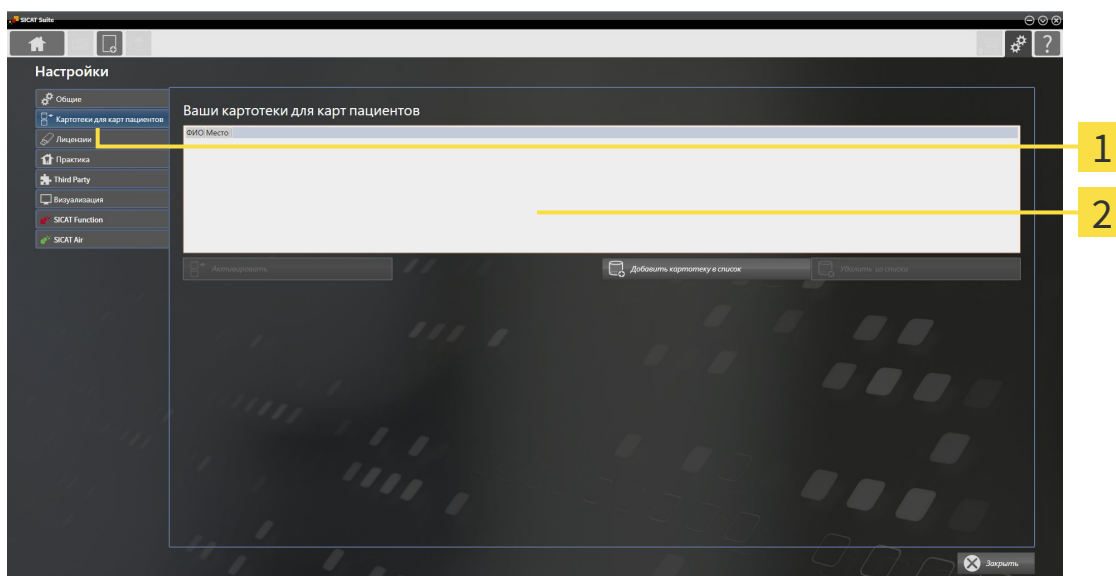 SICAT Suite
?
Настройки
Общие
Картотеки для карт пациентов
Лицензии
Практика
Third Party
Визуализация
SICAT Function
SICAT Air
Ваши картотеки для карт пациентов
ФИО Место
Активировать
Добавить картотеку в список
Удалить из списка
Закрыть
1
2